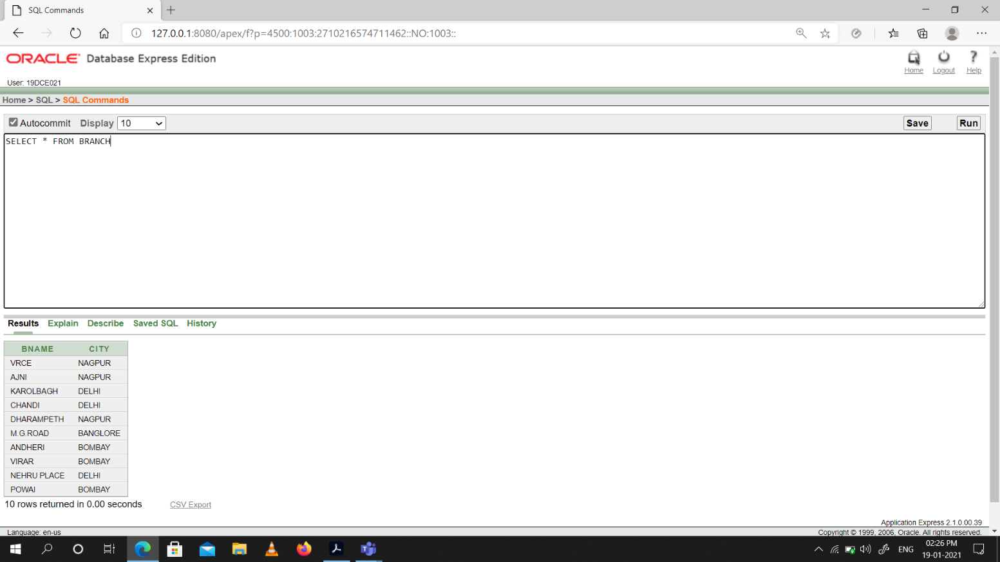 SQL Commands
127.0.0.1:8080/apex/f?p=4500:1003:2710216574711462::NO:1003::
ORACLE Database Express Edition
Home Logout Help
User: 19DCE021
Home > SQL > SQL Commands
Autocommit Display 10 Save Run
SELECT * FROM BRANCH
Results Explain Describe Saved SQL History
BNAME CITY
VRCE NAGPUR
AJNI NAGPUR
KAROLBAGH DELHI
CHANDI DELHI
DHARAMPETH NAGPUR
M.G.ROAD BANGLORE
ANDHERI BOMBAY
VIRAR BOMBAY
NEHRU PLACE DELHI
POWAI BOMBAY
10 rows returned in 0.00 seconds CSV Export
Application Express 2.1.0.00.39
Language: en-us Copyright © 1999, 2006, Oracle. All rights reserved.
ENG 02:26 PM
19-01-2021